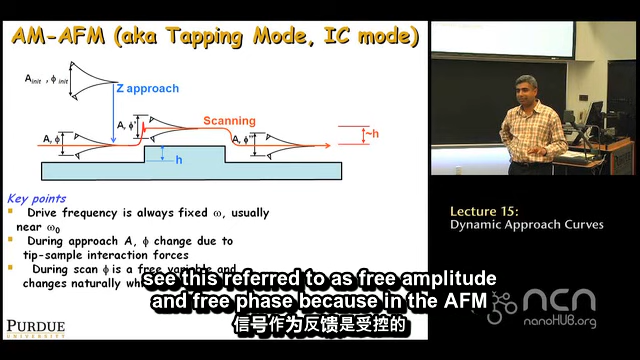 AM-AFM (aka Tapping Mode, IC mode)
A init , ϕ init
Z approach
Scanning
A, ϕ
A, ϕ'
A, ϕ''
~h
h
Key points
Drive frequency is always fixed ω, usually
near ω0
During approach A, ϕ change due to
tip-sample interaction forces
During scan ϕ is a free variable and
changes naturally
Lecture 15:
Dynamic Approach Curves
see this referred to as free amplitude
and free phase because in the AFM
信号作为反馈是受控的
PURDUE
UNIVERSITY
ncn
nanoHUB.org